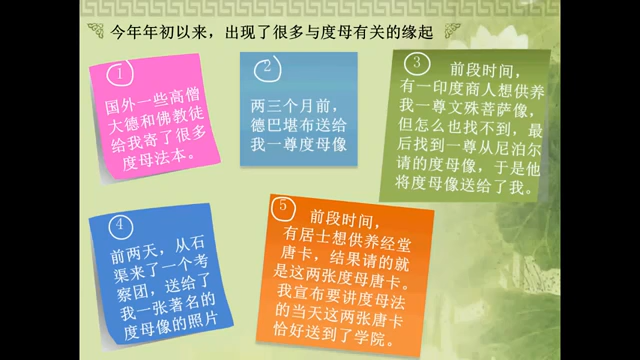 今年年初以来，出现了很多与度母有关的缘起
1
国外一些高僧
大德和佛教徒
给我寄了很多
度母法本。
2
两三个月前，
德巴堪布送给
我一尊度母像
3
前段时间，
有一印度商人想供养
我一尊文殊菩萨像，
但怎么也找不到，最
后找到一尊从尼泊尔
请的度母像，于是他
将度母像送给了我。
4
前两天，从石
渠来了一个考
察团，送给了
我一张著名的
度母像的照片
5
前段时间，
有居士想供养经堂
唐卡，结果请的就
是这两张度母唐卡。
我宣布要讲度母法
的当天这两张唐卡
恰好送到了学院。